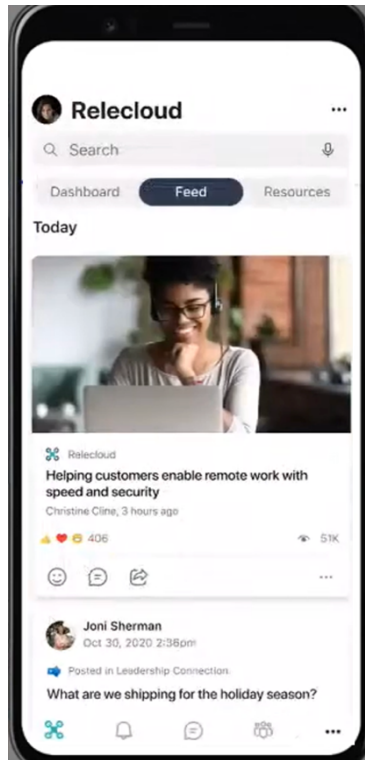 Relecloud
Search
Dashboard Feed Resources
Today
Relecloud
Helping customers enable remote work with
speed and security
Christine Cline, 3 hours ago
406 51K
Joni Sherman
Oct 30, 2020 2:36pm
Posted in Leadership Connection
What are we shipping for the holiday season?